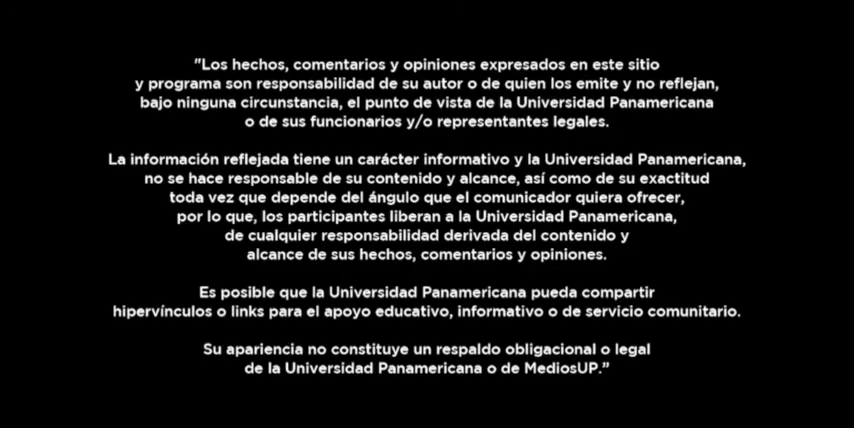 "Los hechos, comentarios y opiniones expresados en este sitio
y programa son responsabilidad de su autor o de quien los emite y no reflejan,
bajo ninguna circunstancia, el punto de vista de la Universidad Panamericana
o de sus funcionarios y/o representantes legales.
La información reflejada tiene un carácter informativo y la Universidad Panamericana,
no se hace responsable de su contenido y alcance, así como de su exactitud
toda vez que depende del ángulo que el comunicador quiera ofrecer,
por lo que, los participantes liberan a la Universidad Panamericana,
de cualquier responsabilidad derivada del contenido y
alcance de sus hechos, comentarios y opiniones.
Es posible que la Universidad Panamericana pueda compartir
hipervínculos o links para el apoyo educativo, informativo o de servicio comunitario.
Su apariencia no constituye un respaldo obligacional o legal
de la Universidad Panamericana o de MediosUP.”